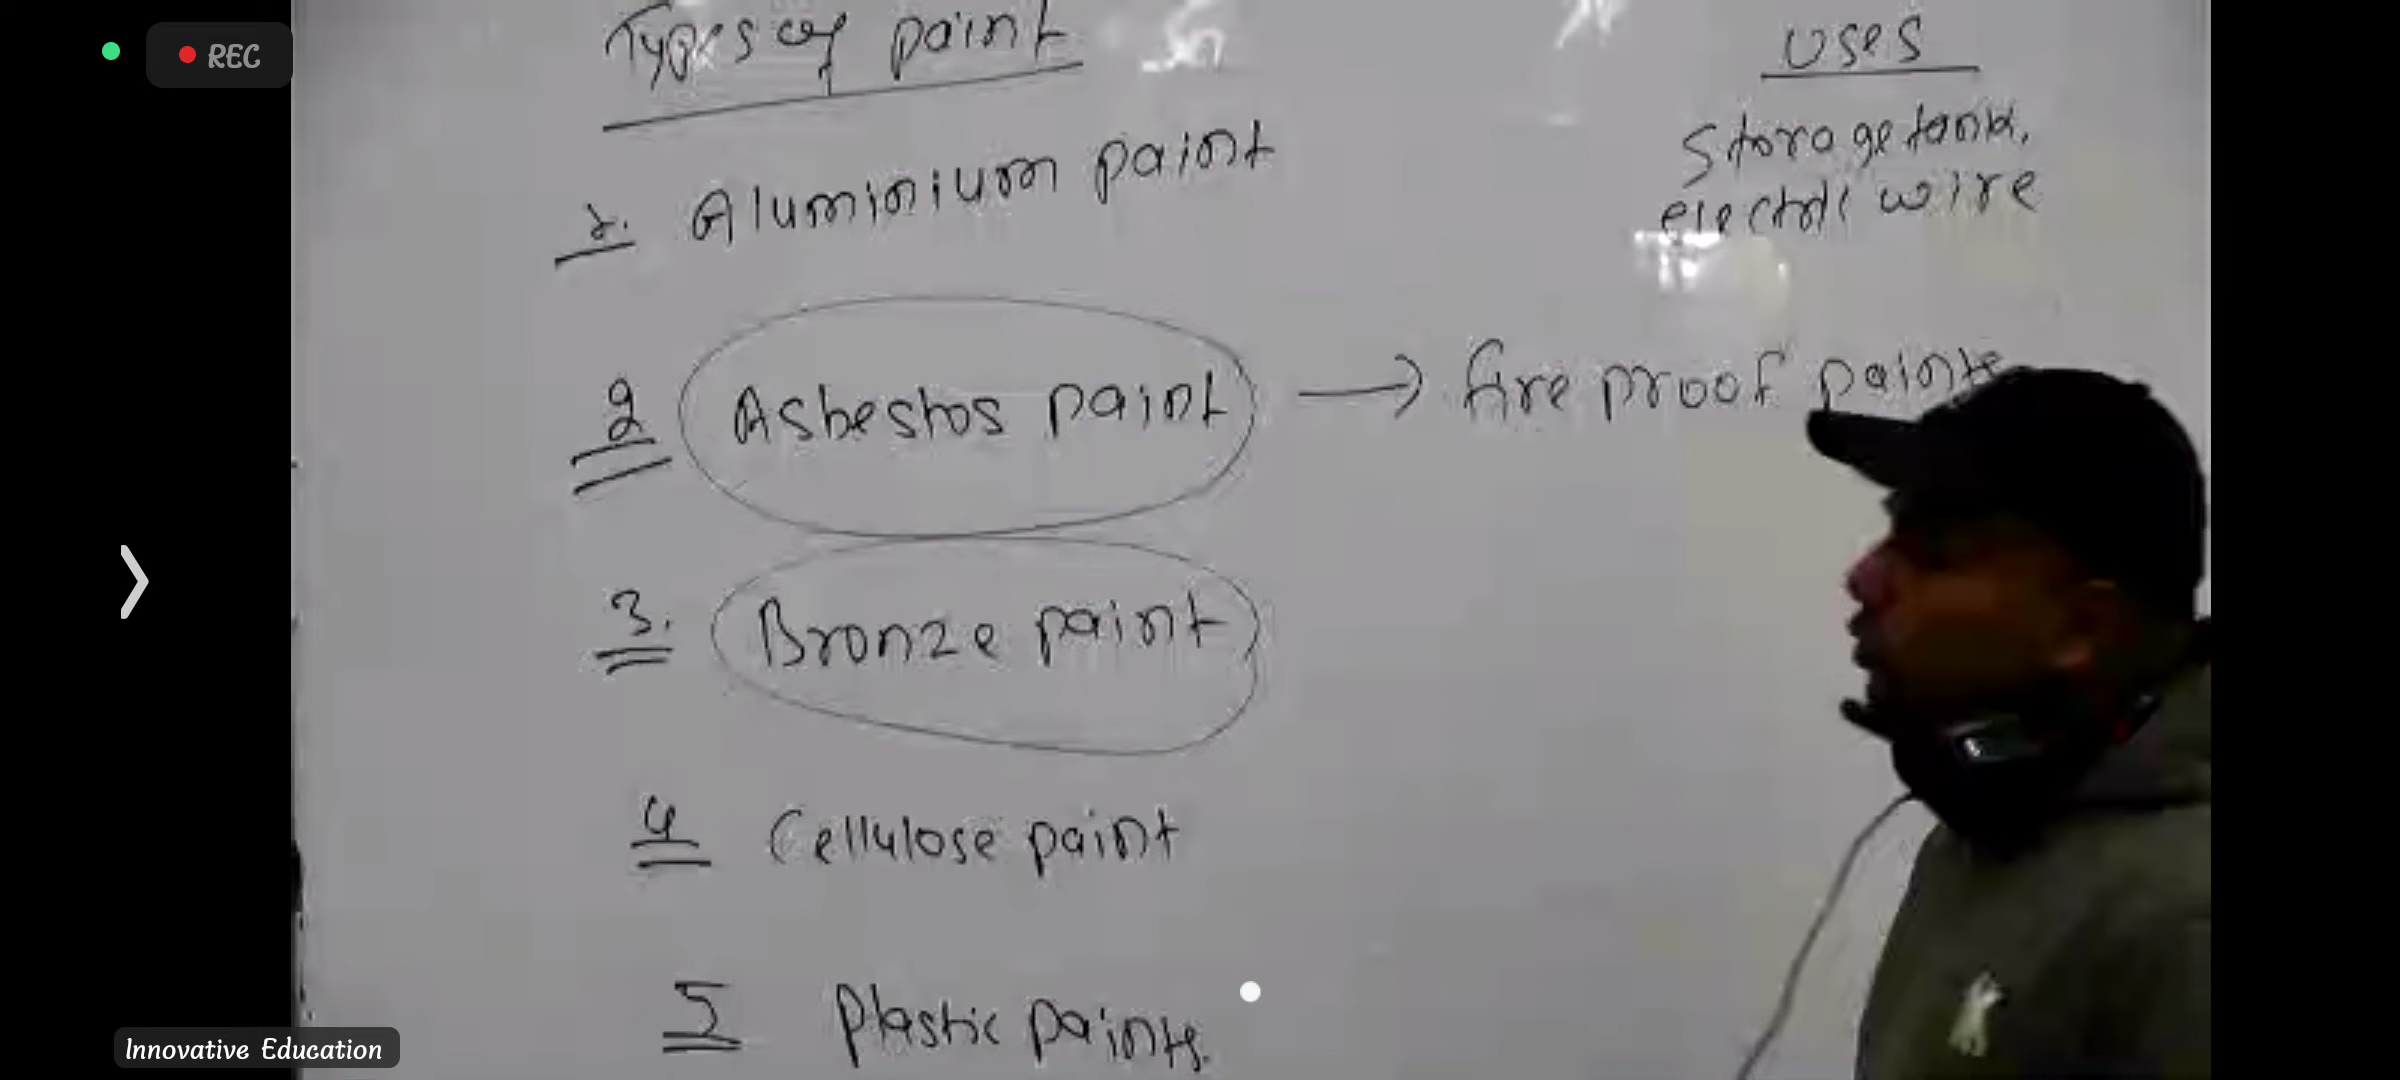 REC
Types of paint
Uses
1. Aluminium paint
Storage tank,
electric wire
2 Asbestos paint → fire proof paints
3. Bronze paint
4 Cellulose paint
5 Plastic paints.
Innovative Education